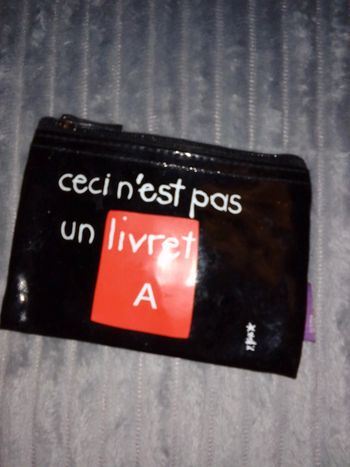 ceci n'est pas
un livret
A